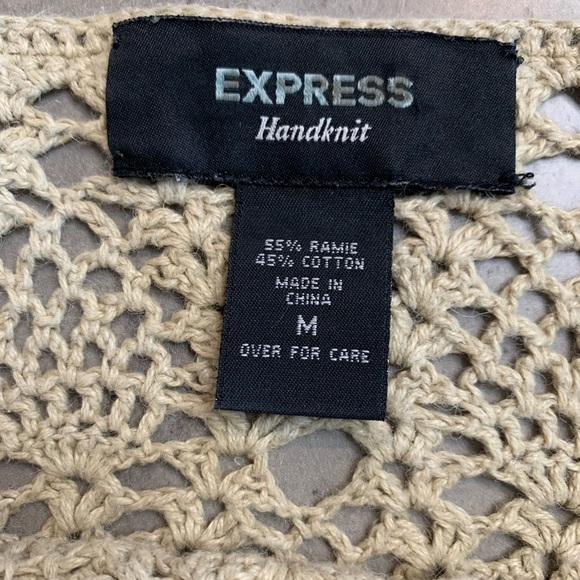 EXPRESS
Handknit
55% RAMIE
45% COTTON
MADE IN
CHINA
M
OVER FOR CARE